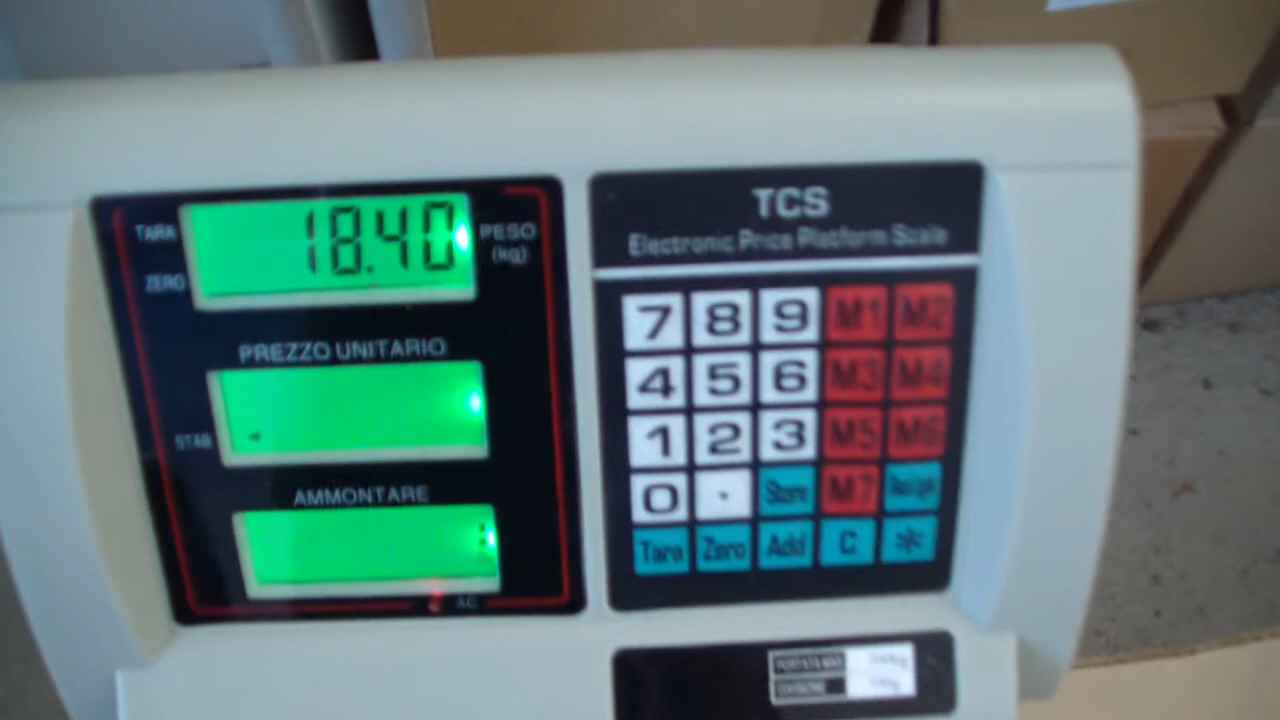 TARA
18.40
PESO
(kg)
ZERO
PREZZO UNITARIO
STAB
AMMONTARE
AC
TCS
Electronic Price Platform Scale
7 8 9 M1 M2
4 5 6 M3 M4
1 2 3 M5 M6
0 . Store M7
Tara Zero Add C *
PORTATA MAX
DIVISIONE